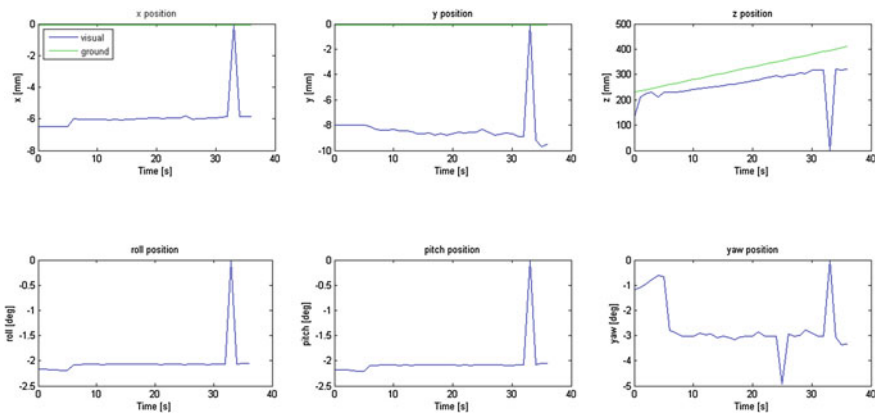 x position
0
-2
-4
-6
-8
x [mm]
visual
ground
0 10 20 30 40
Time [s]
y position
0
-2
-4
-6
-8
-10
y [mm]
0 10 20 30 40
Time [s]
z position
500
400
300
200
100
0
z [mm]
0 10 20 30 40
Time [s]
roll position
0
-0.5
-1
-1.5
-2
-2.5
roll [deg]
0 10 20 30 40
Time [s]
pitch position
0
-0.5
-1
-1.5
-2
-2.5
pitch [deg]
0 10 20 30 40
Time [s]
yaw position
0
-1
-2
-3
-4
-5
yaw [deg]
0 10 20 30 40
Time [s]